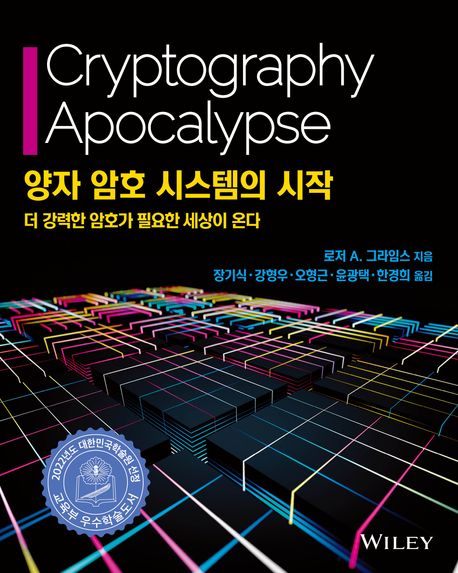 Cryptography
Apocalypse
양자 암호 시스템의 시작
더 강력한 암호가 필요한 세상이 온다
로저 A. 그라임스 지음
장기식·강형우·오형근·윤광택·한경희 옮김
2022년도 대한민국학술원 선정
교육부 우수학술도서
WILEY